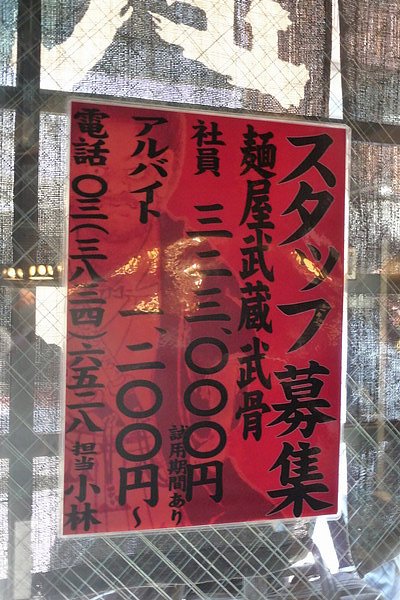 スタッフ募集
麺屋武蔵武骨
社員 三二三、〇〇〇円
試用期間あり
アルバイト 一、二〇〇円～
電話 〇三(三八三四)六五二八 担当 小林